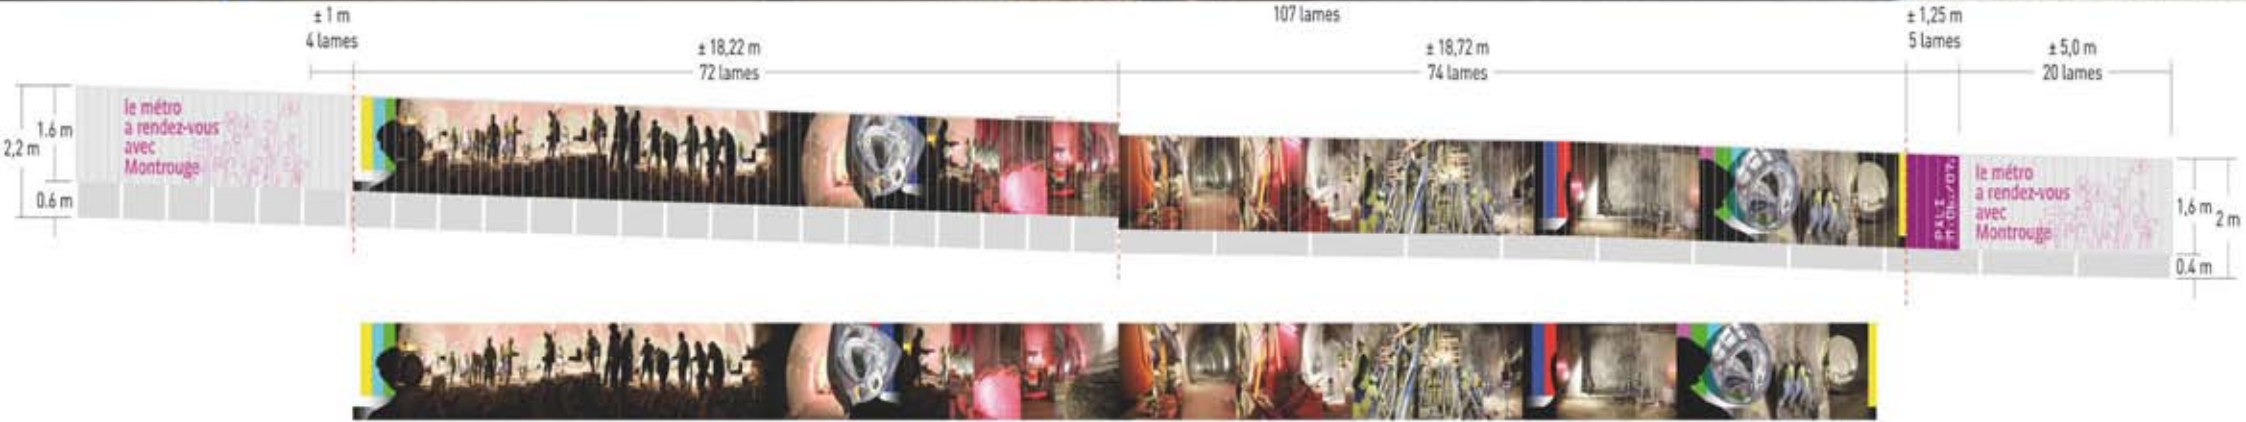 ± 1 m
4 lames
± 18,22 m
72 lames
107 lames
± 18,72 m
74 lames
± 1,25 m
5 lames
± 5,0 m
20 lames
2,2 m
1.6 m
0.6 m
le métro
a rendez-vous
avec
Montrouge
le métro
a rendez-vous
avec
Montrouge
1,6 m
2 m
0.4 m